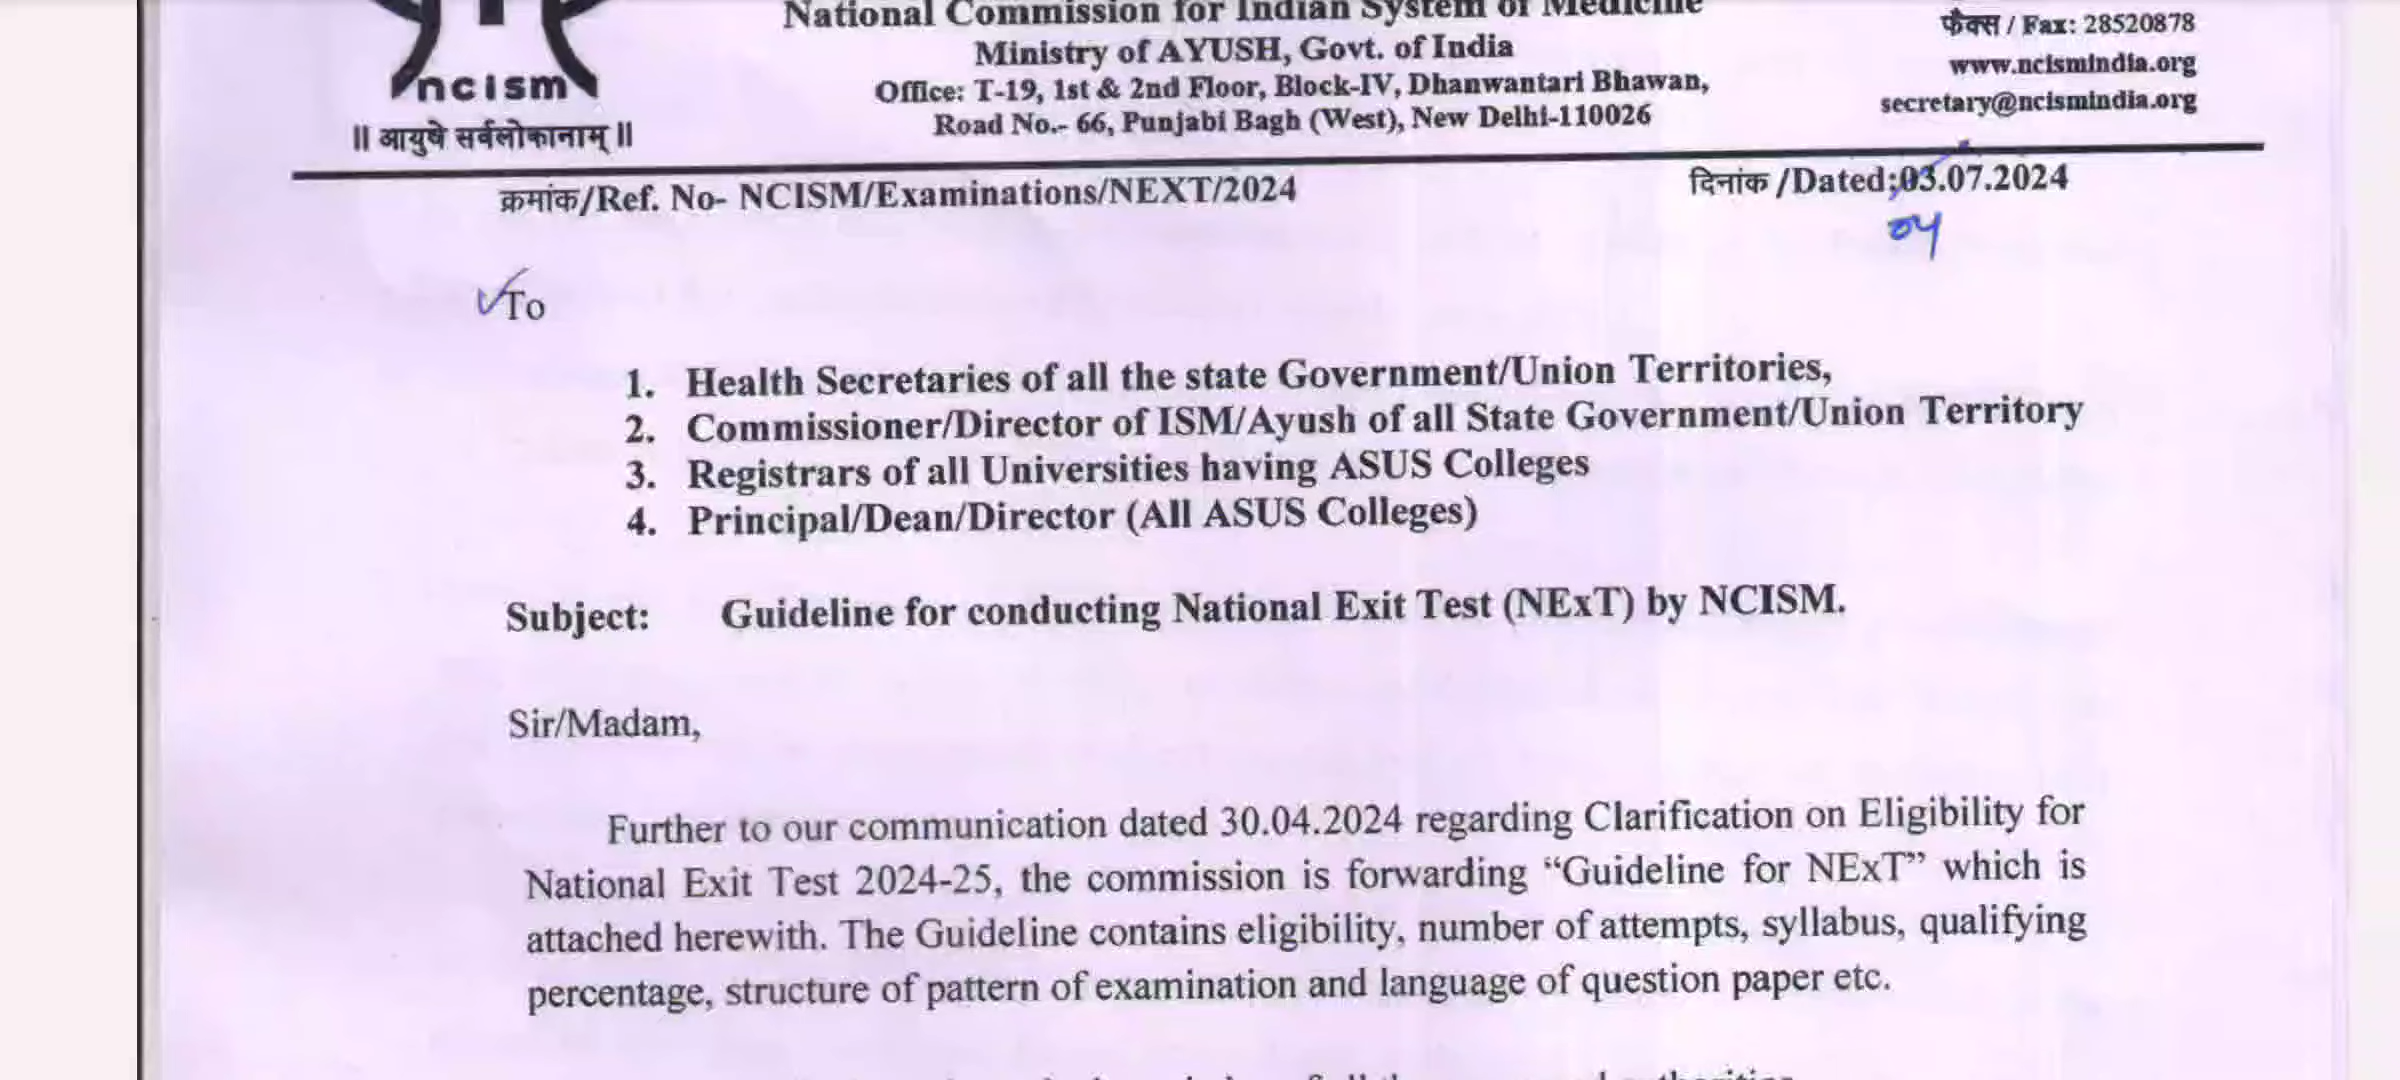 National Commission for Indian System of Medicine
Ministry of AYUSH, Govt. of India
Office: T-19, 1st & 2nd Floor, Block-IV, Dhanwantari Bhawan,
Road No.- 66, Punjabi Bagh (West), New Delhi-110026
फैक्स / Fax: 28520878
www.ncismindia.org
secretary@ncismindia.org
ncism
॥ आयुषे सर्वलोकानाम् ॥
क्रमांक/Ref. No- NCISM/Examinations/NEXT/2024
दिनांक /Dated;03.07.2024
04
To
1. Health Secretaries of all the state Government/Union Territories,
2. Commissioner/Director of ISM/Ayush of all State Government/Union Territory
3. Registrars of all Universities having ASUS Colleges
4. Principal/Dean/Director (All ASUS Colleges)
Subject: Guideline for conducting National Exit Test (NExT) by NCISM.
Sir/Madam,
Further to our communication dated 30.04.2024 regarding Clarification on Eligibility for
National Exit Test 2024-25, the commission is forwarding “Guideline for NExT” which is
attached herewith. The Guideline contains eligibility, number of attempts, syllabus, qualifying
percentage, structure of pattern of examination and language of question paper etc.